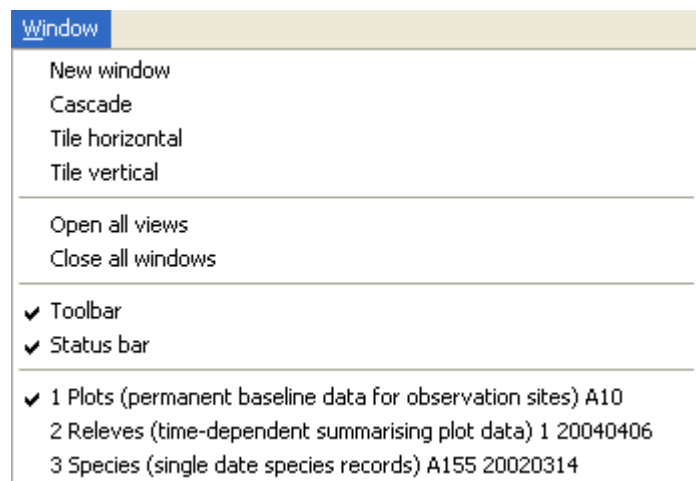 Window
New window
Cascade
Tile horizontal
Tile vertical
Open all views
Close all windows
Toolbar
Status bar
1 Plots (permanent baseline data for observation sites) A10
2 Releves (time-dependent summarising plot data) 1 20040406
3 Species (single date species records) A155 20020314